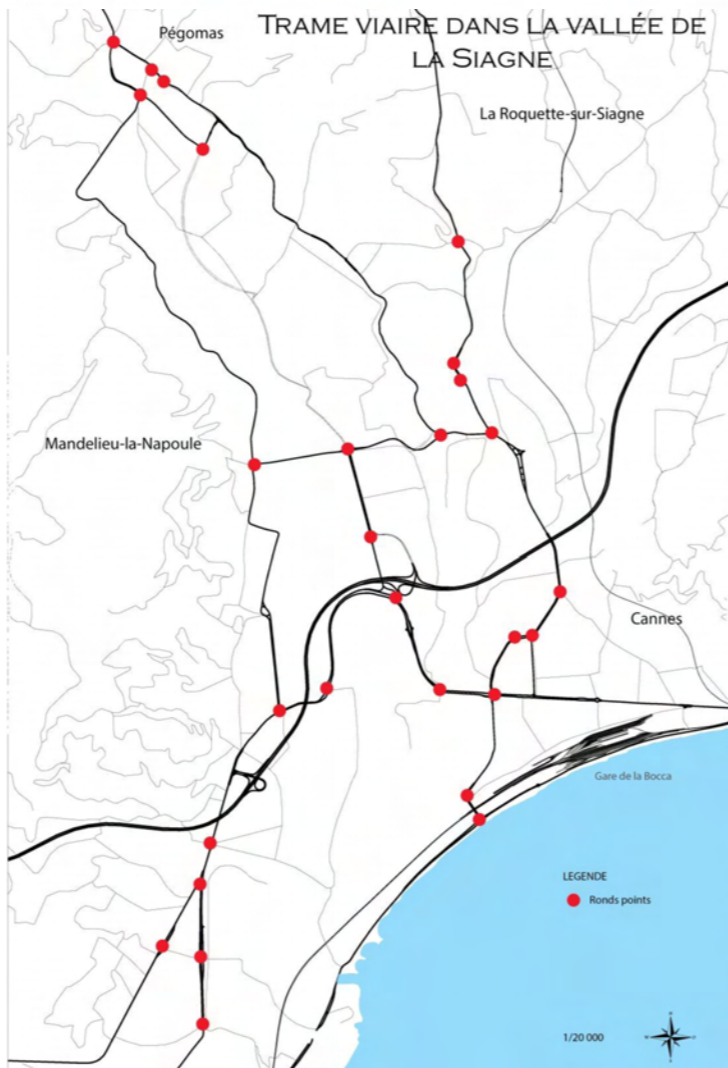 TRAME VIAIRE DANS LA VALLÉE DE
LA SIAGNE
Pégomas
La Roquette-sur-Siagne
Mandelieu-la-Napoule
Cannes
Gare de la Bocca
LEGENDE
Ronds points
1/20 000